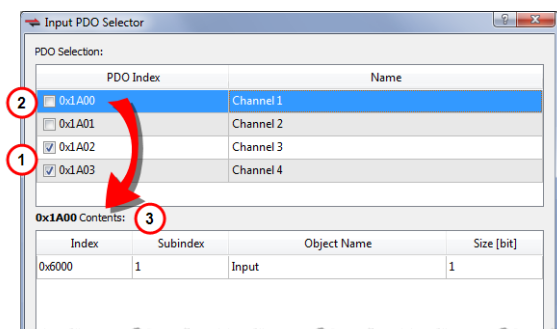 Input PDO Selector
PDO Selection:
PDO Index Name
2 0x1A00 Channel 1
0x1A01 Channel 2
1 0x1A02 Channel 3
0x1A03 Channel 4
0x1A00 Contents: 3
Index Subindex Object Name Size [bit]
0x6000 1 Input 1